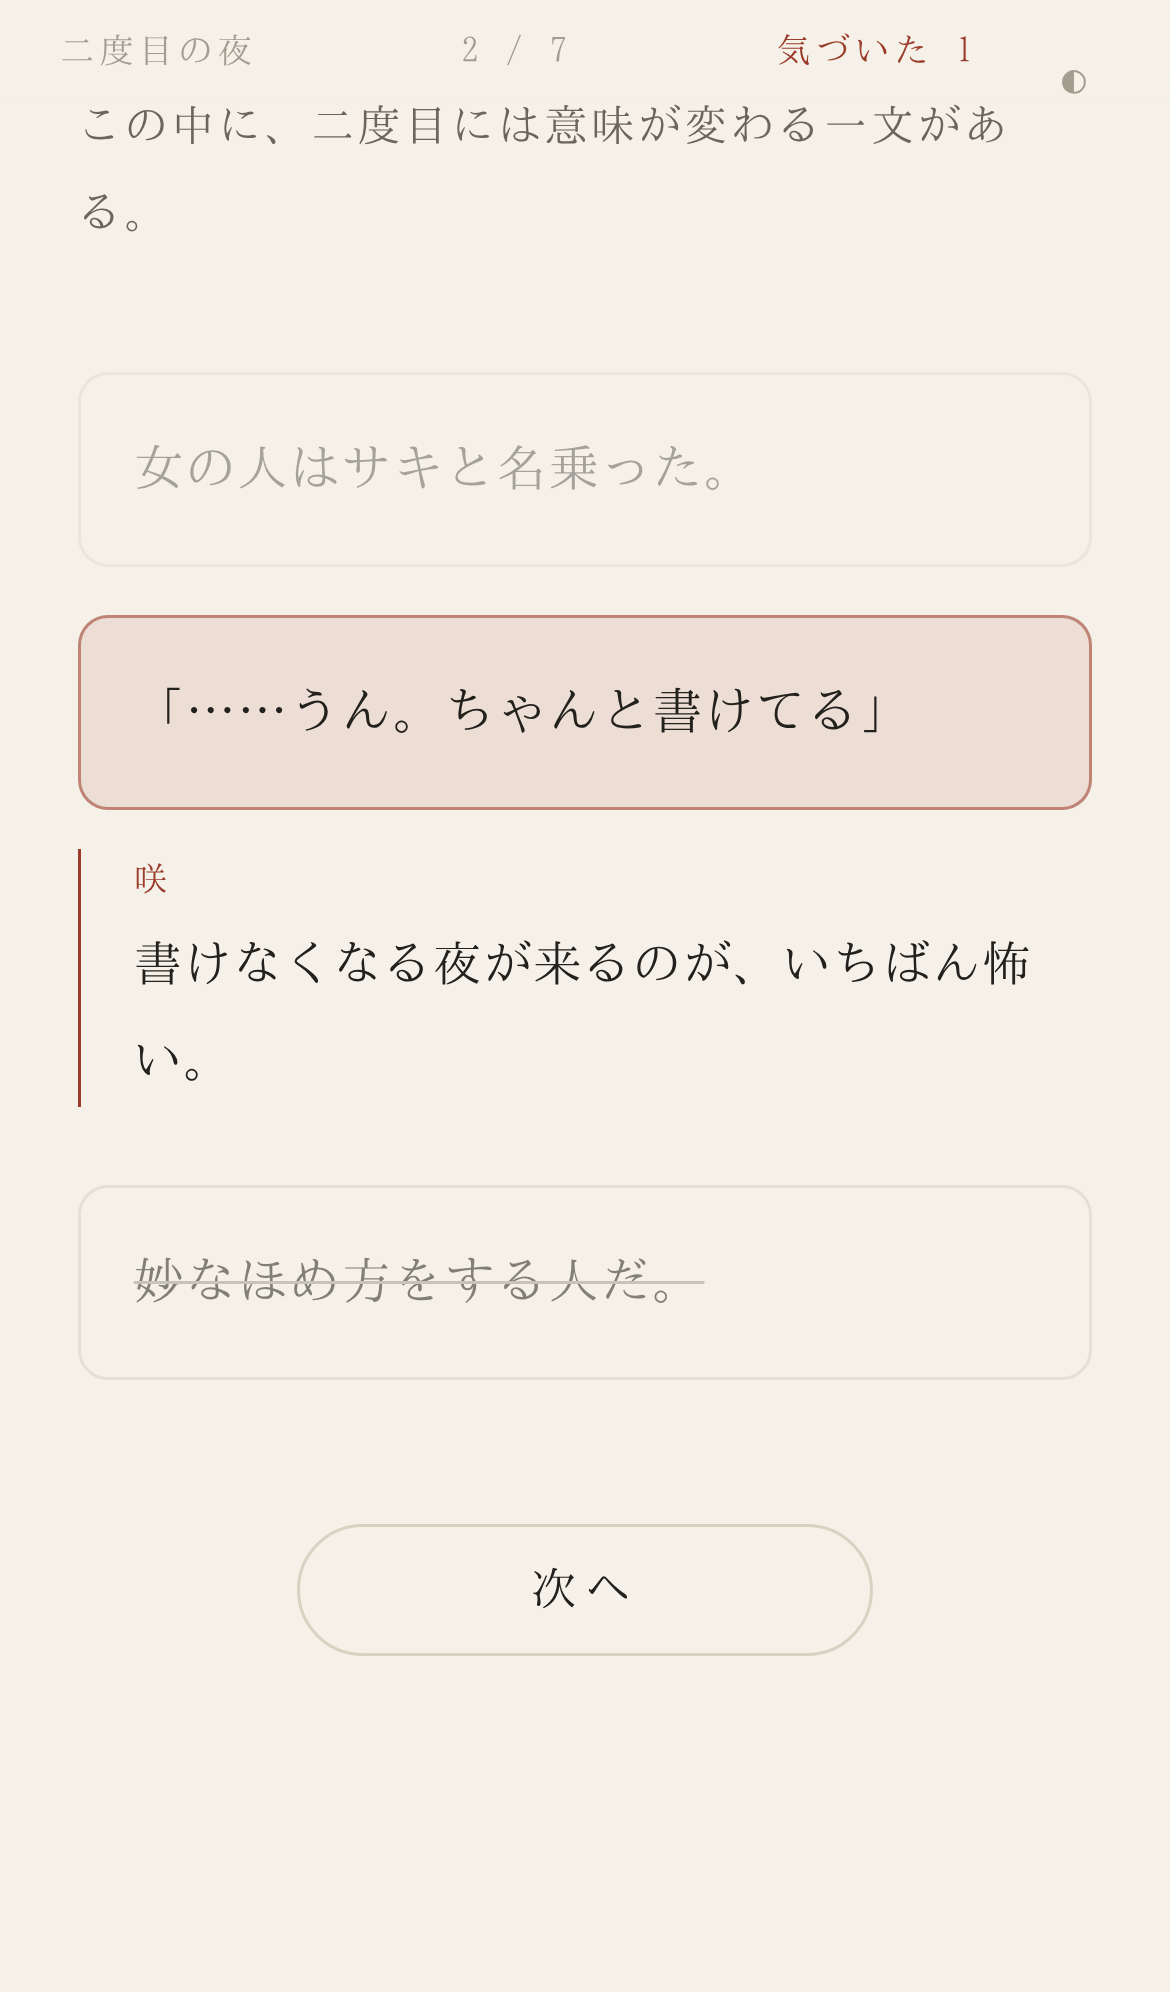 二度目の夜
2 / 7
気づいた 1
この中に、二度目には意味が変わる一文があ
る。
女の人はサキと名乗った。
「……うん。ちゃんと書けてる」
咲
書けなくなる夜が来るのが、いちばん怖
い。
妙なほめ方をする人だ。
次へ